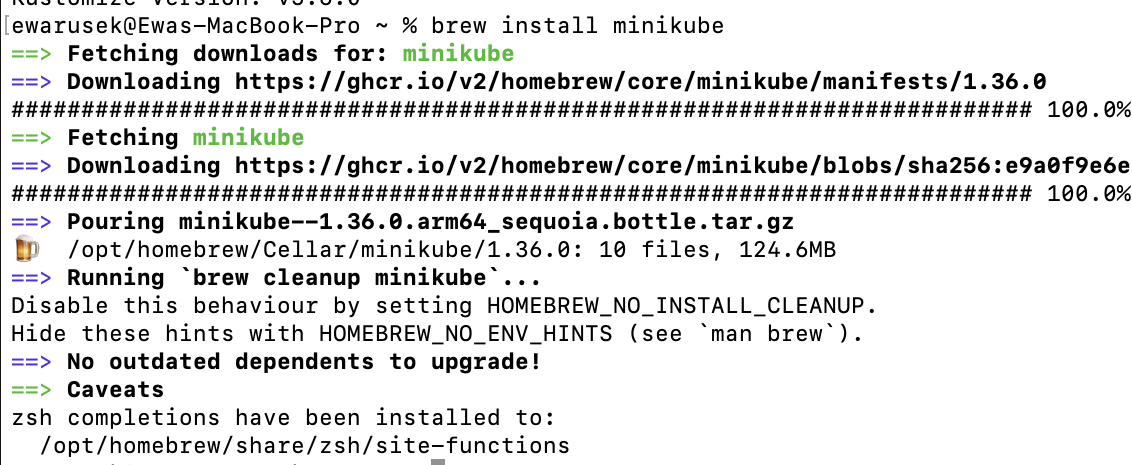 Kustomize Version: v5.6.0
[ewarusek@Ewas-MacBook-Pro ~ % brew install minikube
==> Fetching downloads for: minikube
==> Downloading https://ghcr.io/v2/homebrew/core/minikube/manifests/1.36.0
######################################################################### 100.0%
==> Fetching minikube
==> Downloading https://ghcr.io/v2/homebrew/core/minikube/blobs/sha256:e9a0f9e6e
######################################################################### 100.0%
==> Pouring minikube--1.36.0.arm64_sequoia.bottle.tar.gz
🍺  /opt/homebrew/Cellar/minikube/1.36.0: 10 files, 124.6MB
==> Running `brew cleanup minikube`...
Disable this behaviour by setting HOMEBREW_NO_INSTALL_CLEANUP.
Hide these hints with HOMEBREW_NO_ENV_HINTS (see `man brew`).
==> No outdated dependents to upgrade!
==> Caveats
zsh completions have been installed to:
  /opt/homebrew/share/zsh/site-functions